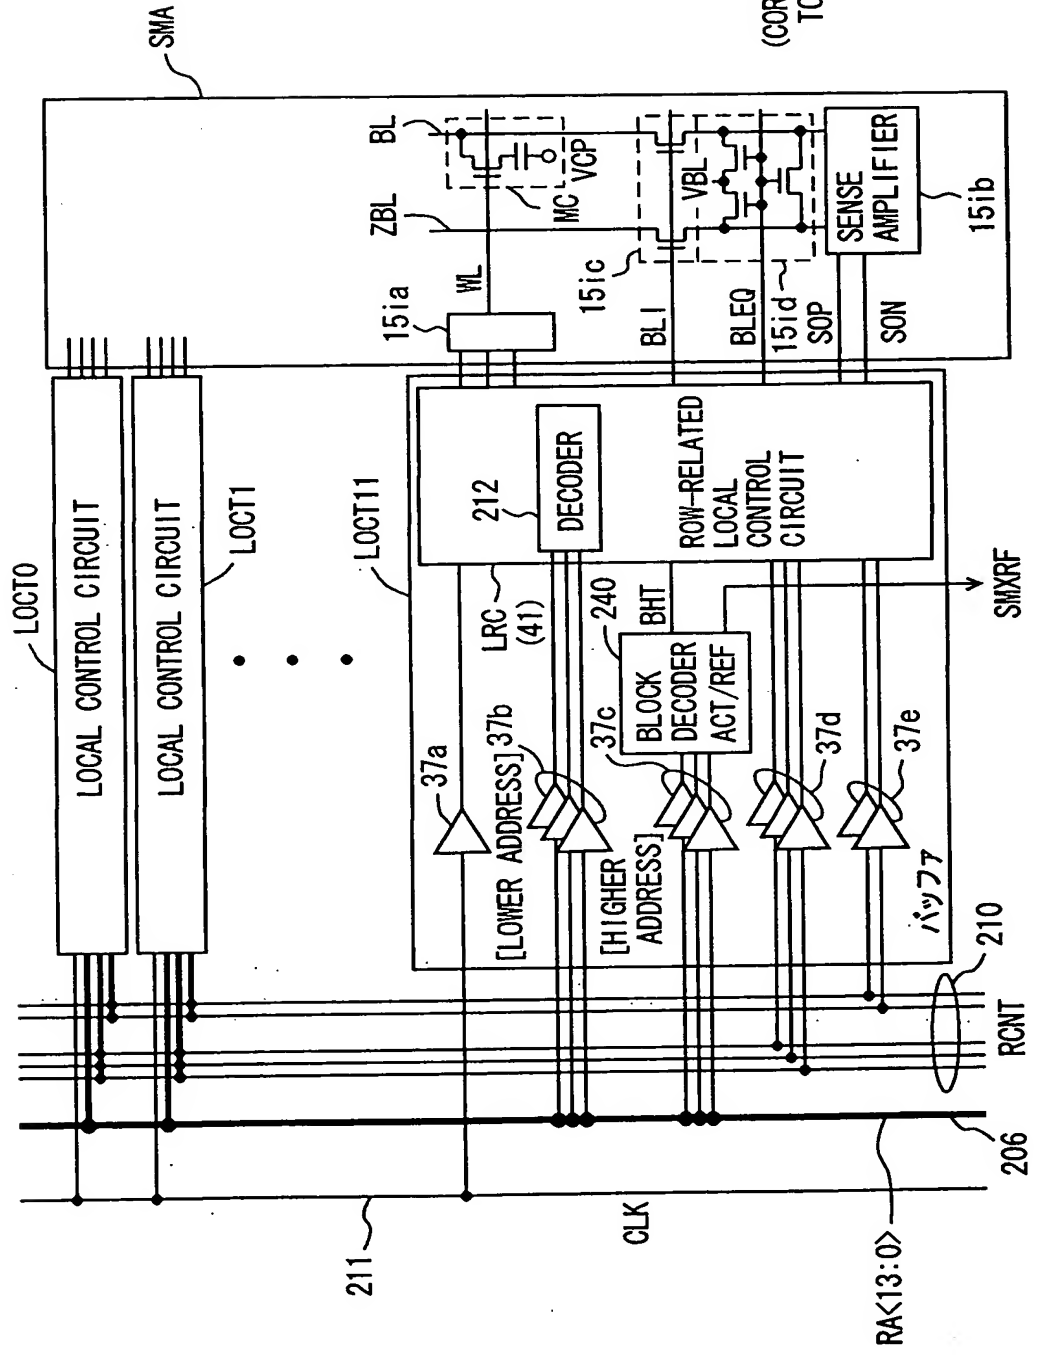 SMA
(COR
TO
LOCT0
LOCAL CONTROL CIRCUIT
LOCAL CONTROL CIRCUIT
LOCT1
LOCT11
ZBL
BL
WL
MC
VCP
15ia
15ic
BLI
BLEQ
VBL
15id
SOP
SON
SENSE
AMPLIFIER
15ib
212
DECODER
LRC
(41)
ROW-RELATED
LOCAL
CONTROL
CIRCUIT
BHT
240
BLOCK
DECODER
ACT/REF
SMXRF
37a
[LOWER ADDRESS]
37b
[HIGHER
ADDRESS]
37c
37d
37e
バッファ
210
RCNT
206
211
CLK
RA<13:0>